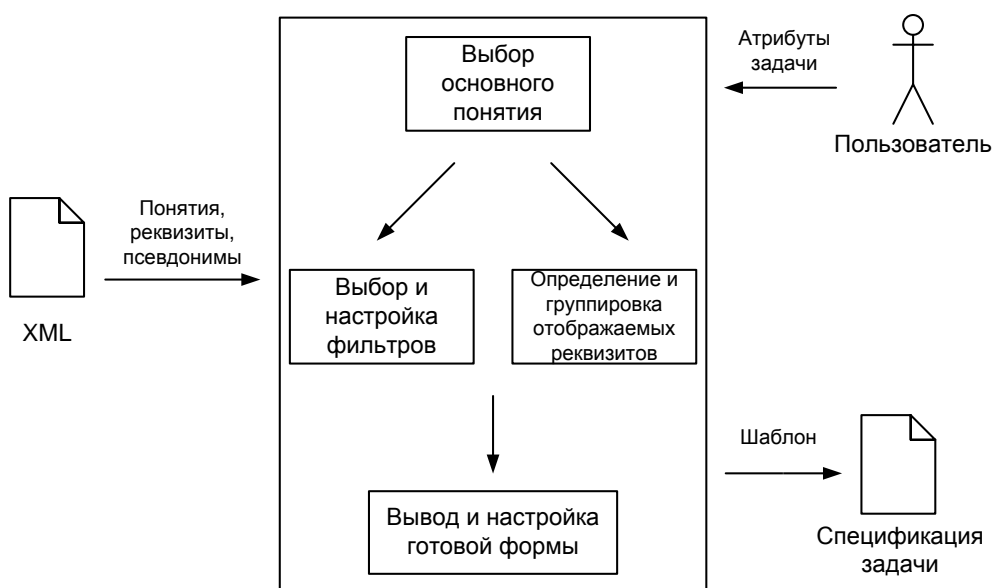 Выбор
основного
понятия
Атрибуты
задачи
Пользователь
Понятия,
реквизиты,
псевдонимы
XML
Выбор и
настройка
фильтров
Определение и
группировка
отображаемых
реквизитов
Шаблон
Вывод и настройка
готовой формы
Спецификация
задачи